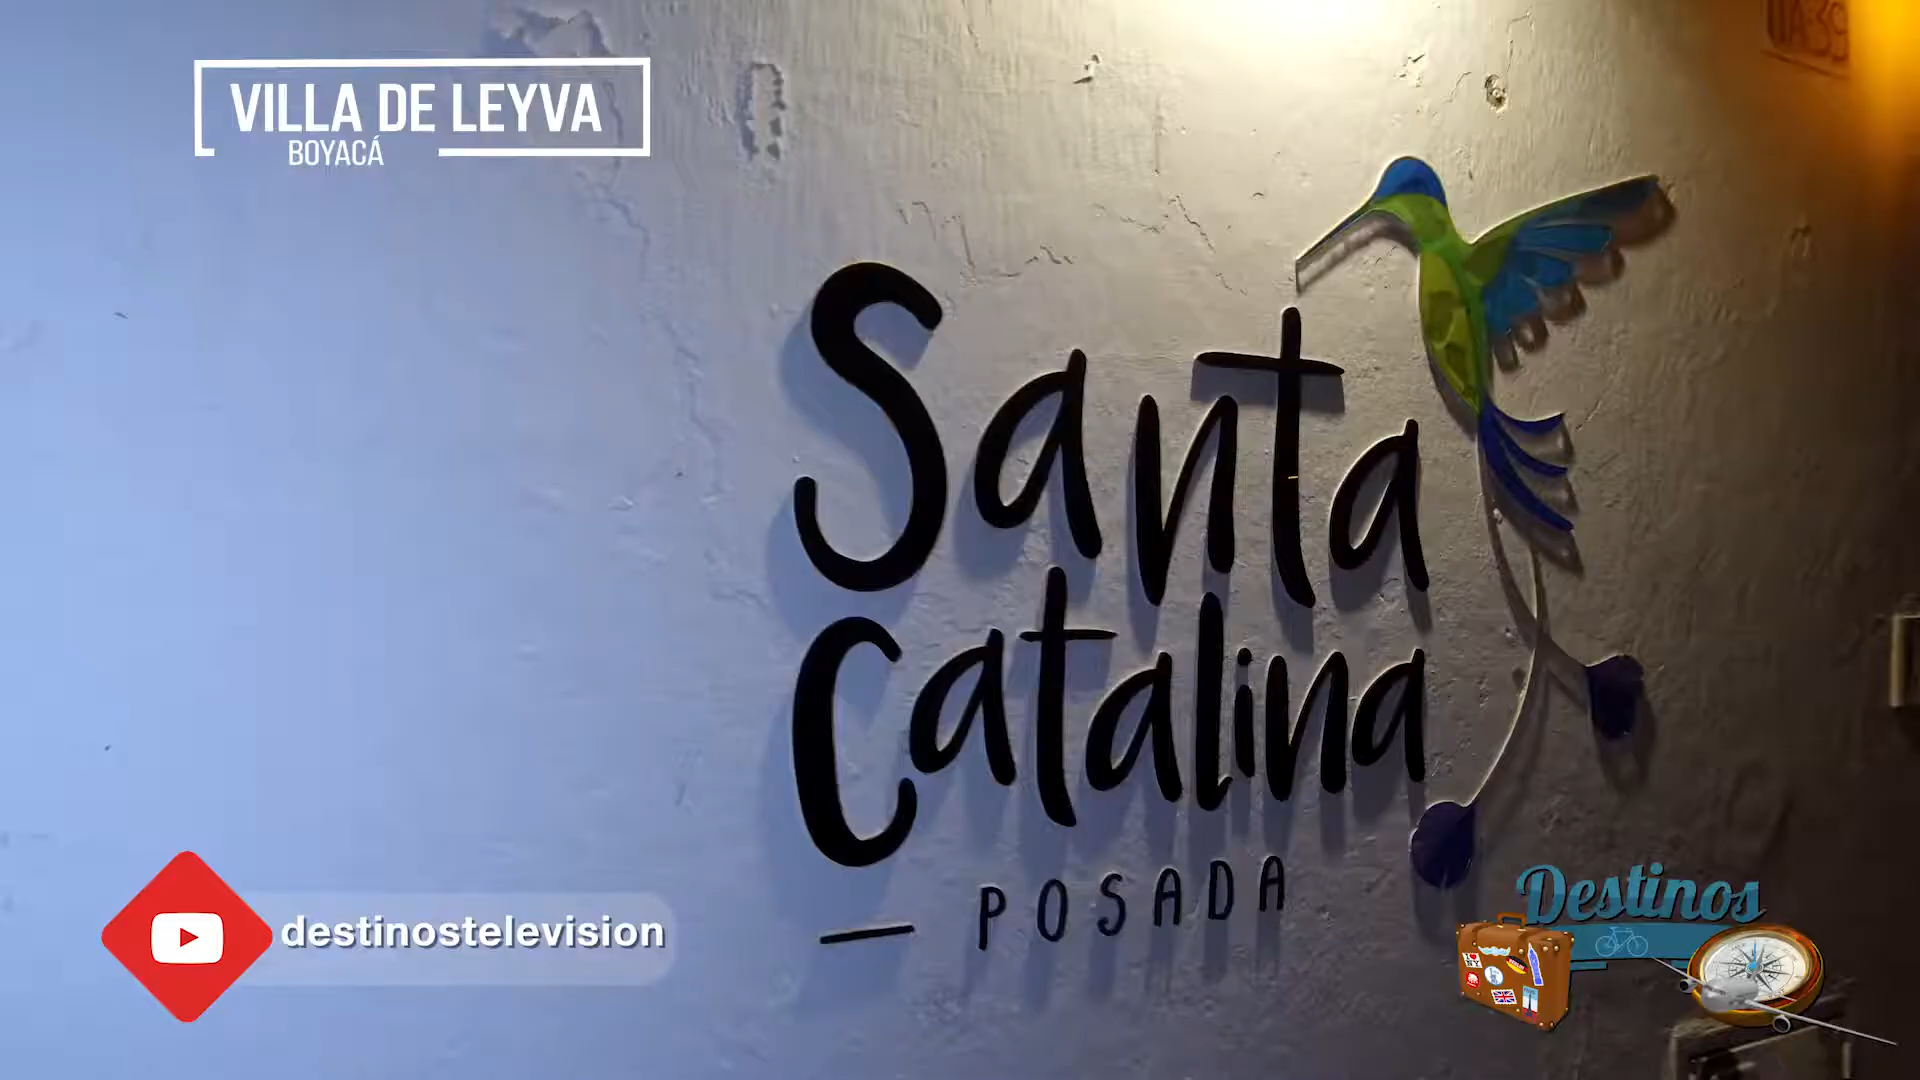 VILLA DE LEYVA
BOYACÁ
Santa
Catalina
POSADA
destinostelevision
Destinos